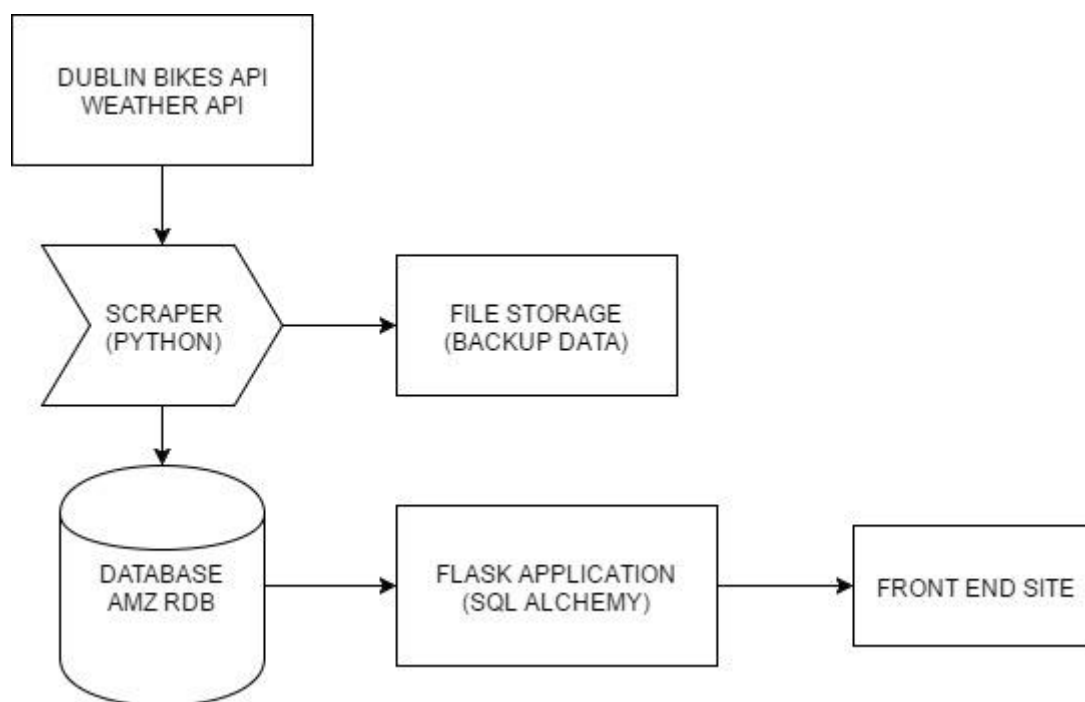 DUBLIN BIKES API
WEATHER API
SCRAPER
(PYTHON)
FILE STORAGE
(BACKUP DATA)
DATABASE
AMZ RDB
FLASK APPLICATION
(SQL ALCHEMY)
FRONT END SITE